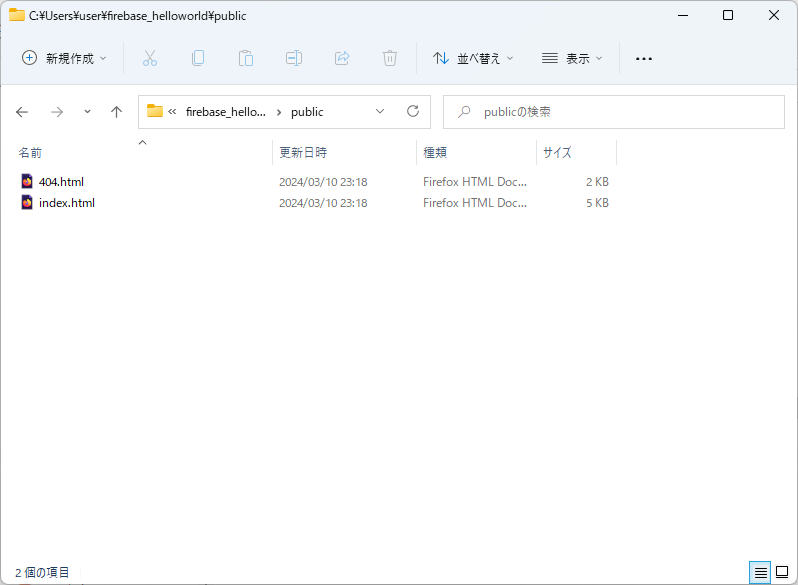 C:¥Users¥user¥firebase_helloworld¥public
新規作成 並べ替え 表示
firebase_hello... public publicの検索
名前 更新日時 種類 サイズ
404.html 2024/03/10 23:18 Firefox HTML Doc... 2 KB
index.html 2024/03/10 23:18 Firefox HTML Doc... 5 KB
2 個の項目